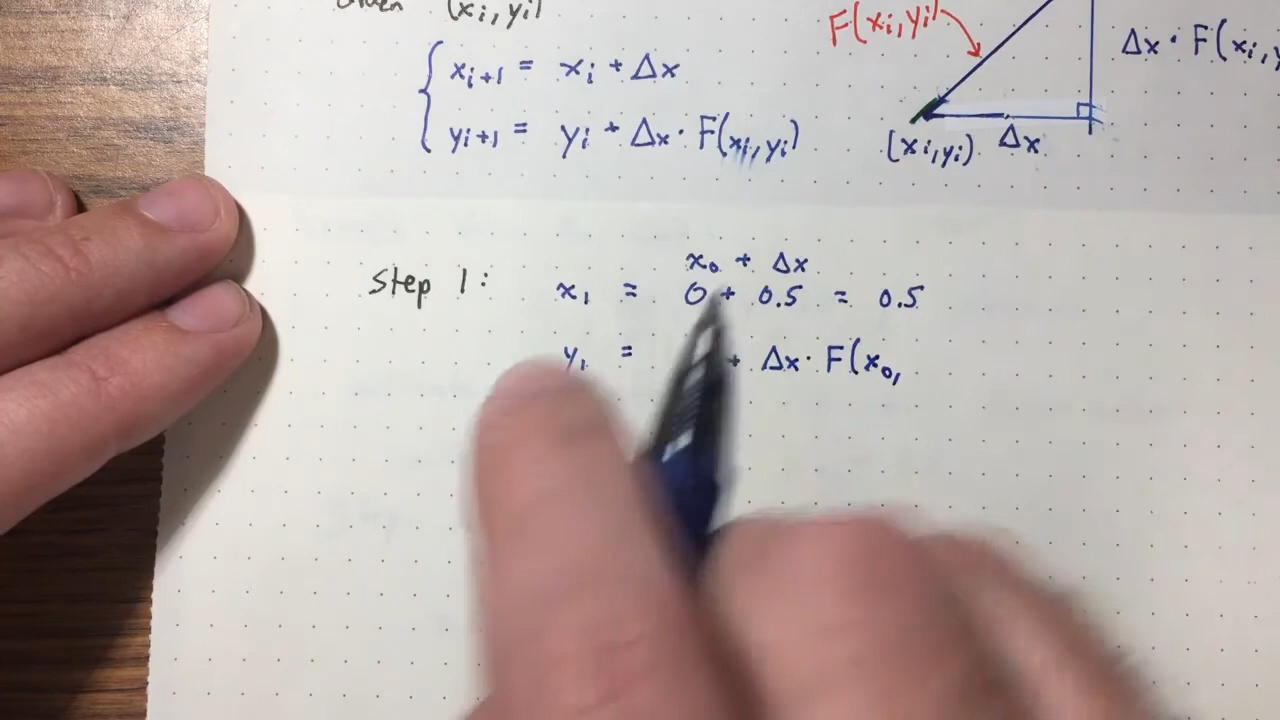 Given (xi, yi)
F(xi, yi)
xi+1 = xi + Δx
Δx · F(xi, y
yi+1 = yi + Δx · F(xi, yi)
(xi, yi) Δx
x0 + Δx
Step 1: x1 = 0 + 0.5 = 0.5
y1 = + Δx · F(x0,